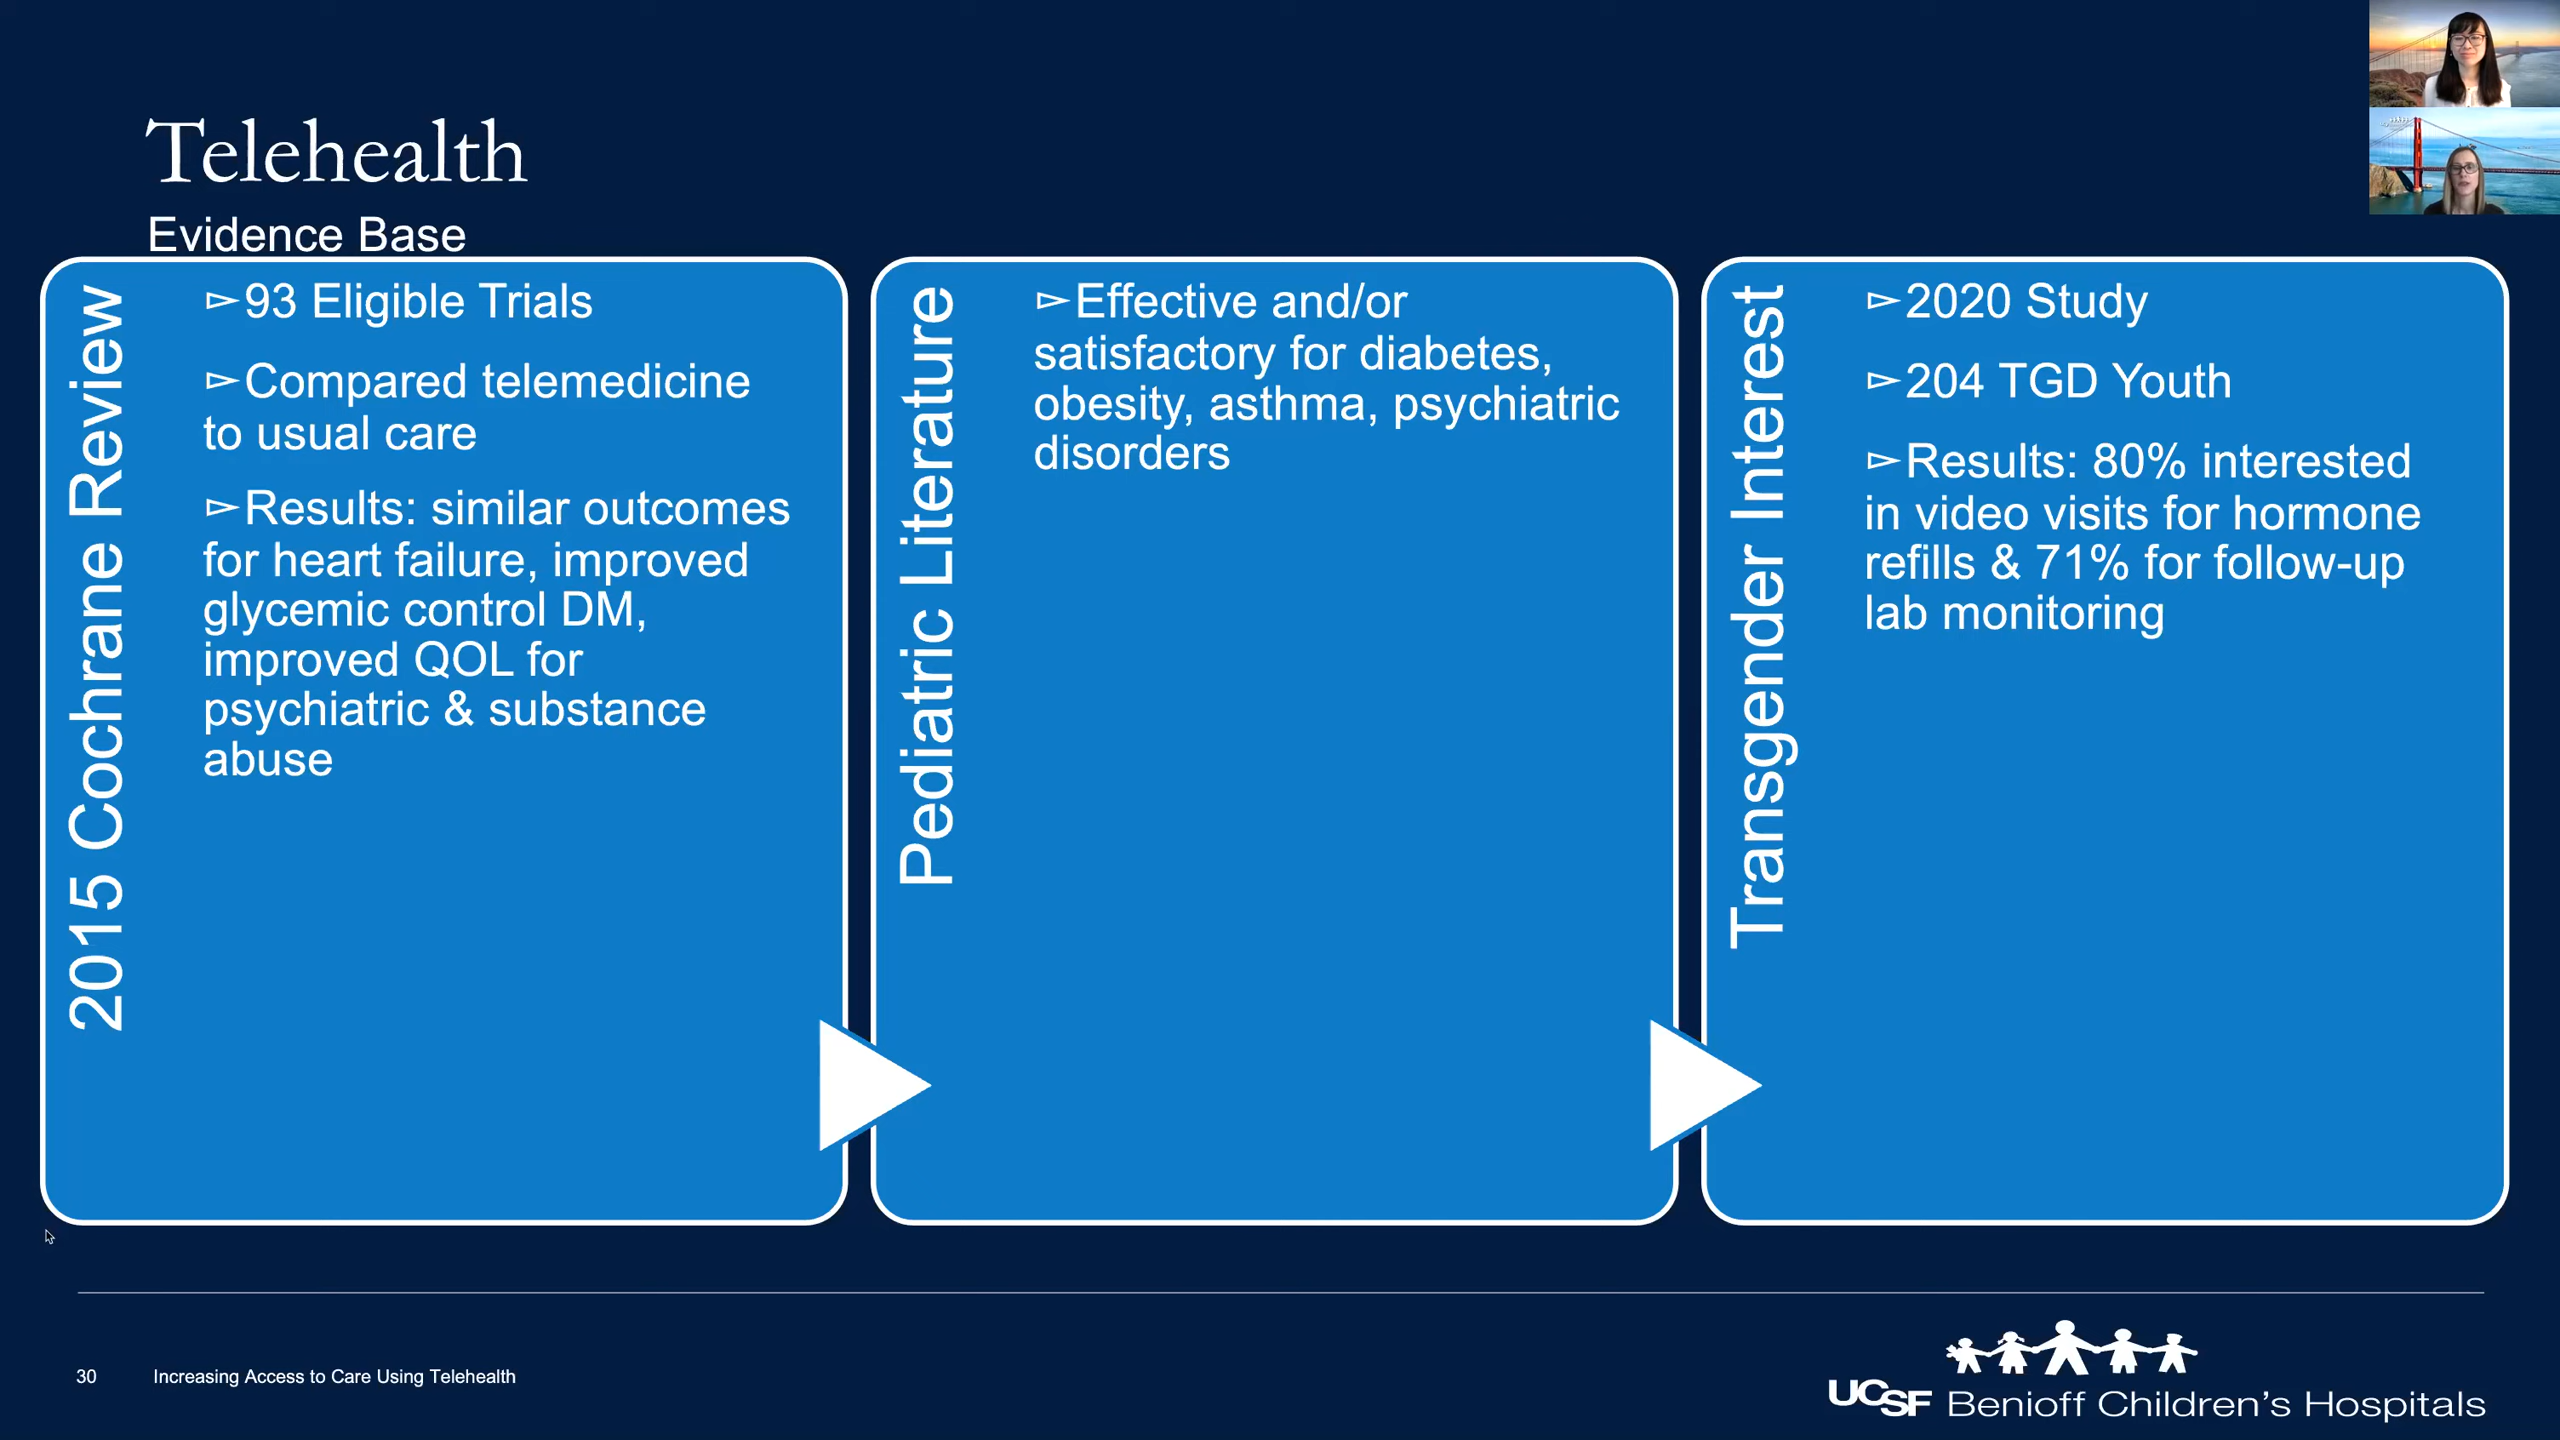 Telehealth
Evidence Base
2015 Cochrane Review
▻93 Eligible Trials
▻Compared telemedicine
to usual care
▻Results: similar outcomes
for heart failure, improved
glycemic control DM,
improved QOL for
psychiatric & substance
abuse
Pediatric Literature
▻Effective and/or
satisfactory for diabetes,
obesity, asthma, psychiatric
disorders
Transgender Interest
▻2020 Study
▻204 TGD Youth
▻Results: 80% interested
in video visits for hormone
refills & 71% for follow-up
lab monitoring
30 Increasing Access to Care Using Telehealth
UCSF Benioff Children's Hospitals